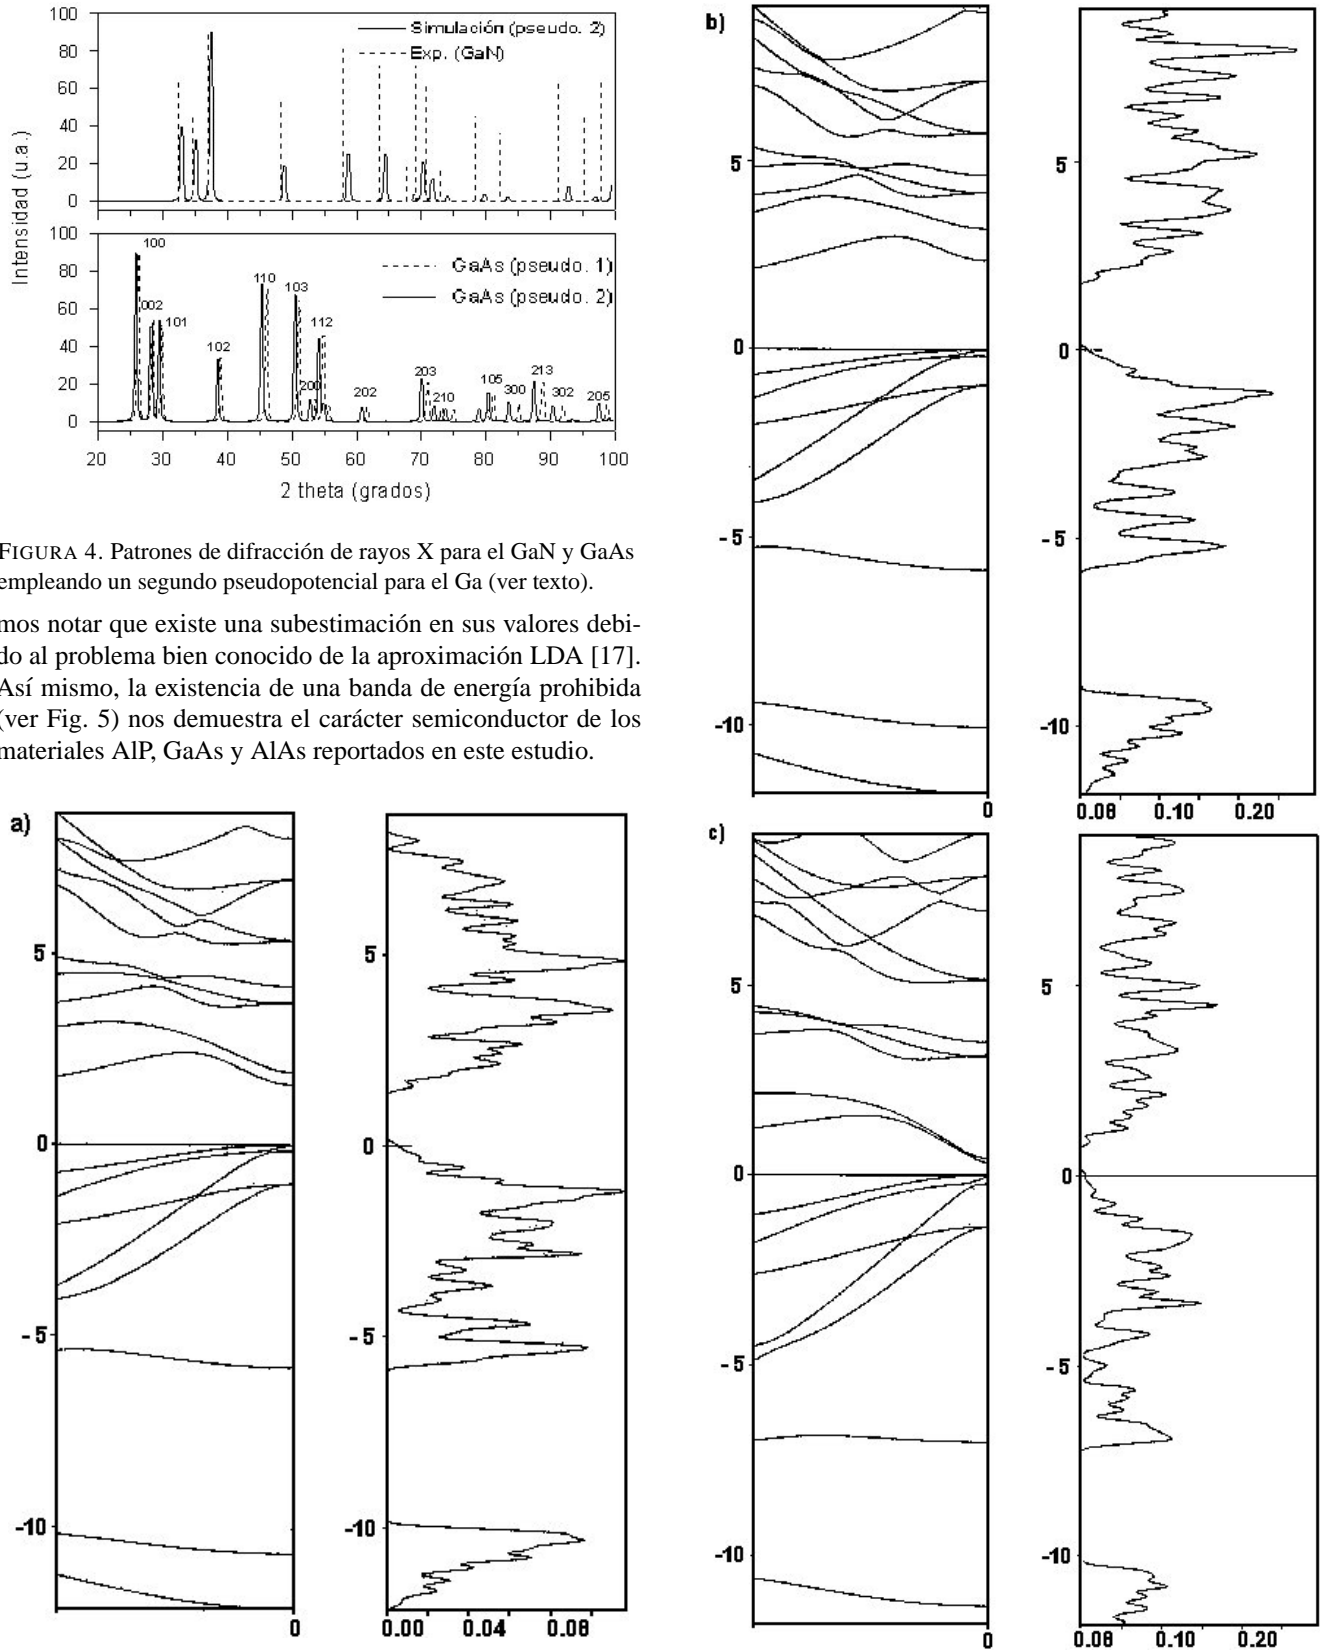 100
80
60
40
20
0
Simulación (pseudo. 2)
Exp. (GaN)
Intensidad (u.a.)
100
80
60
40
20
0
100
002
101
102
110
103
200
112
202
203
210
105
300
213
302
205
GaAs (pseudo. 1)
GaAs (pseudo. 2)
20 30 40 50 60 70 80 90 100
2 theta (grados)
FIGURA 4. Patrones de difracción de rayos X para el GaN y GaAs
empleando un segundo pseudopotencial para el Ga (ver texto).
mos notar que existe una subestimación en sus valores debi-
do al problema bien conocido de la aproximación LDA [17].
Así mismo, la existencia de una banda de energía prohibida
(ver Fig. 5) nos demuestra el carácter semiconductor de los
materiales AlP, GaAs y AlAs reportados en este estudio.
a)
5
0
-5
-10
0
5
0
-5
-10
0.00 0.04 0.08
b)
5
0
-5
-10
0
5
0
-5
-10
0.08 0.10 0.20
c)
5
0
-5
-10
0
5
0
-5
-10
0.08 0.10 0.20